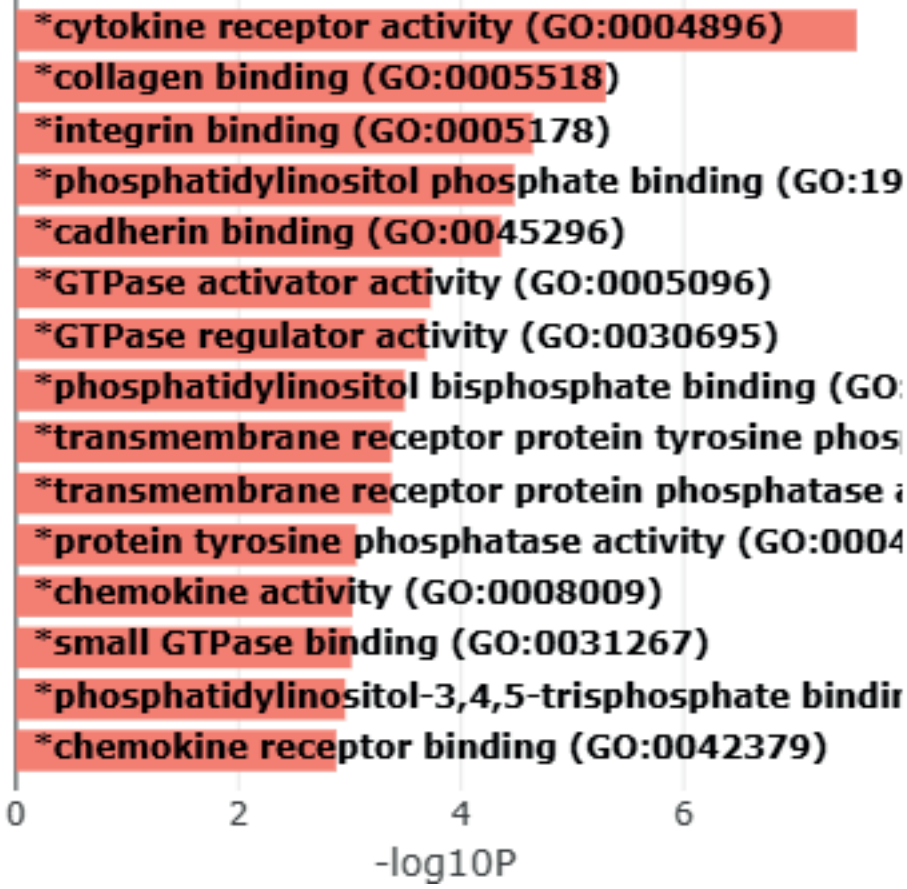 *cytokine receptor activity (GO:0004896)
*collagen binding (GO:0005518)
*integrin binding (GO:0005178)
*phosphatidylinositol phosphate binding (GO:19
*cadherin binding (GO:0045296)
*GTPase activator activity (GO:0005096)
*GTPase regulator activity (GO:0030695)
*phosphatidylinositol bisphosphate binding (GO:
*transmembrane receptor protein tyrosine phos
*transmembrane receptor protein phosphatase a
*protein tyrosine phosphatase activity (GO:0004
*chemokine activity (GO:0008009)
*small GTPase binding (GO:0031267)
*phosphatidylinositol-3,4,5-trisphosphate bindin
*chemokine receptor binding (GO:0042379)
0 2 4 6
-log10P